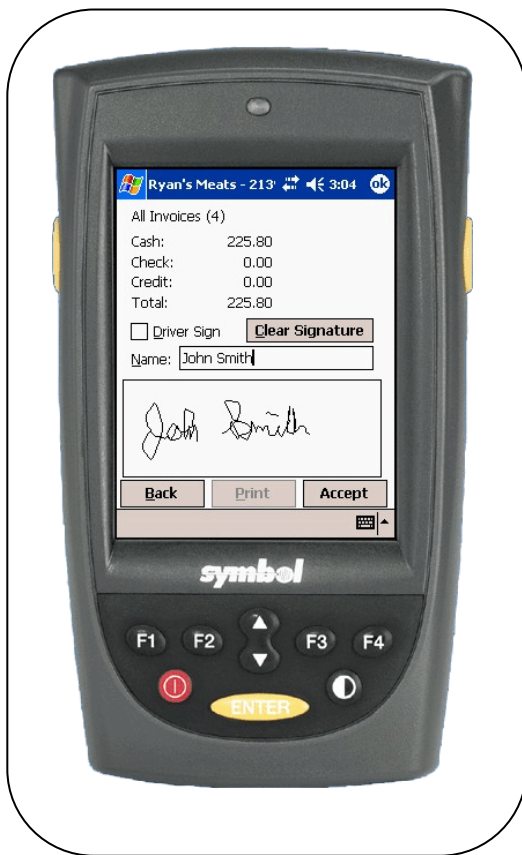 Ryan's Meats - 213' 3:04 ok
All Invoices (4)
Cash: 225.80
Check: 0.00
Credit: 0.00
Total: 225.80
Driver Sign Clear Signature
Name: John Smith
John Smith
Back Print Accept
symbol
F1 F2 F3 F4
ENTER